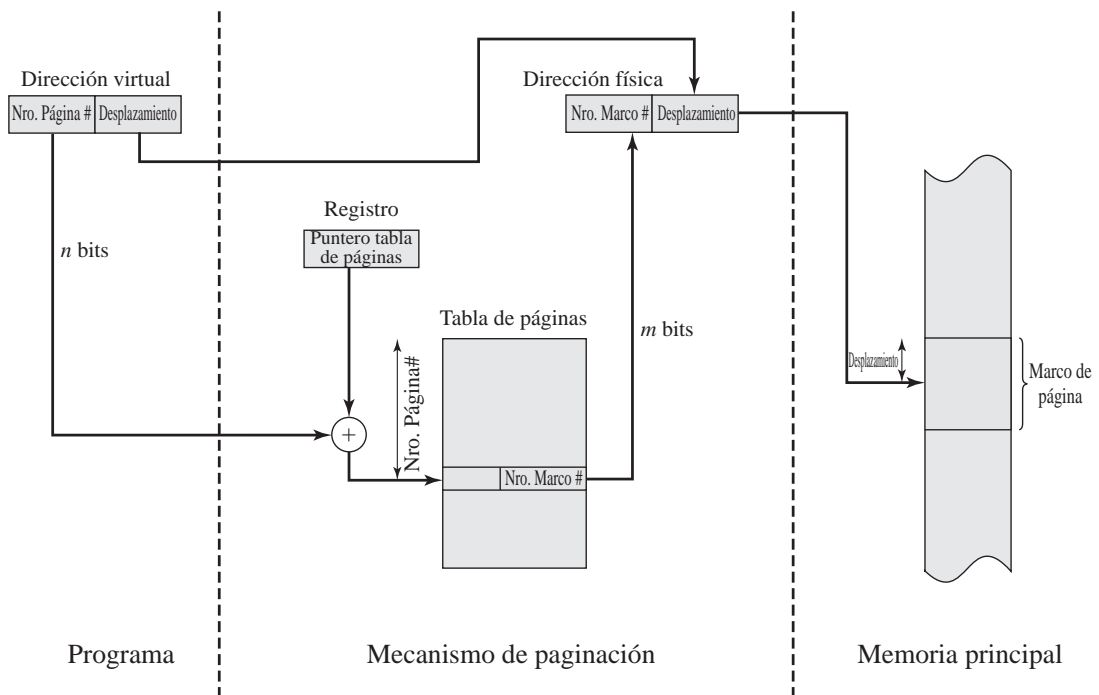 Dirección virtual
Nro. Página #
Desplazamiento
n bits
Registro
Puntero tabla
de páginas
+
Tabla de páginas
Nro. Página#
Nro. Marco #
m bits
Dirección física
Nro. Marco #
Desplazamiento
Desplazamiento
Marco de
página
Programa
Mecanismo de paginación
Memoria principal